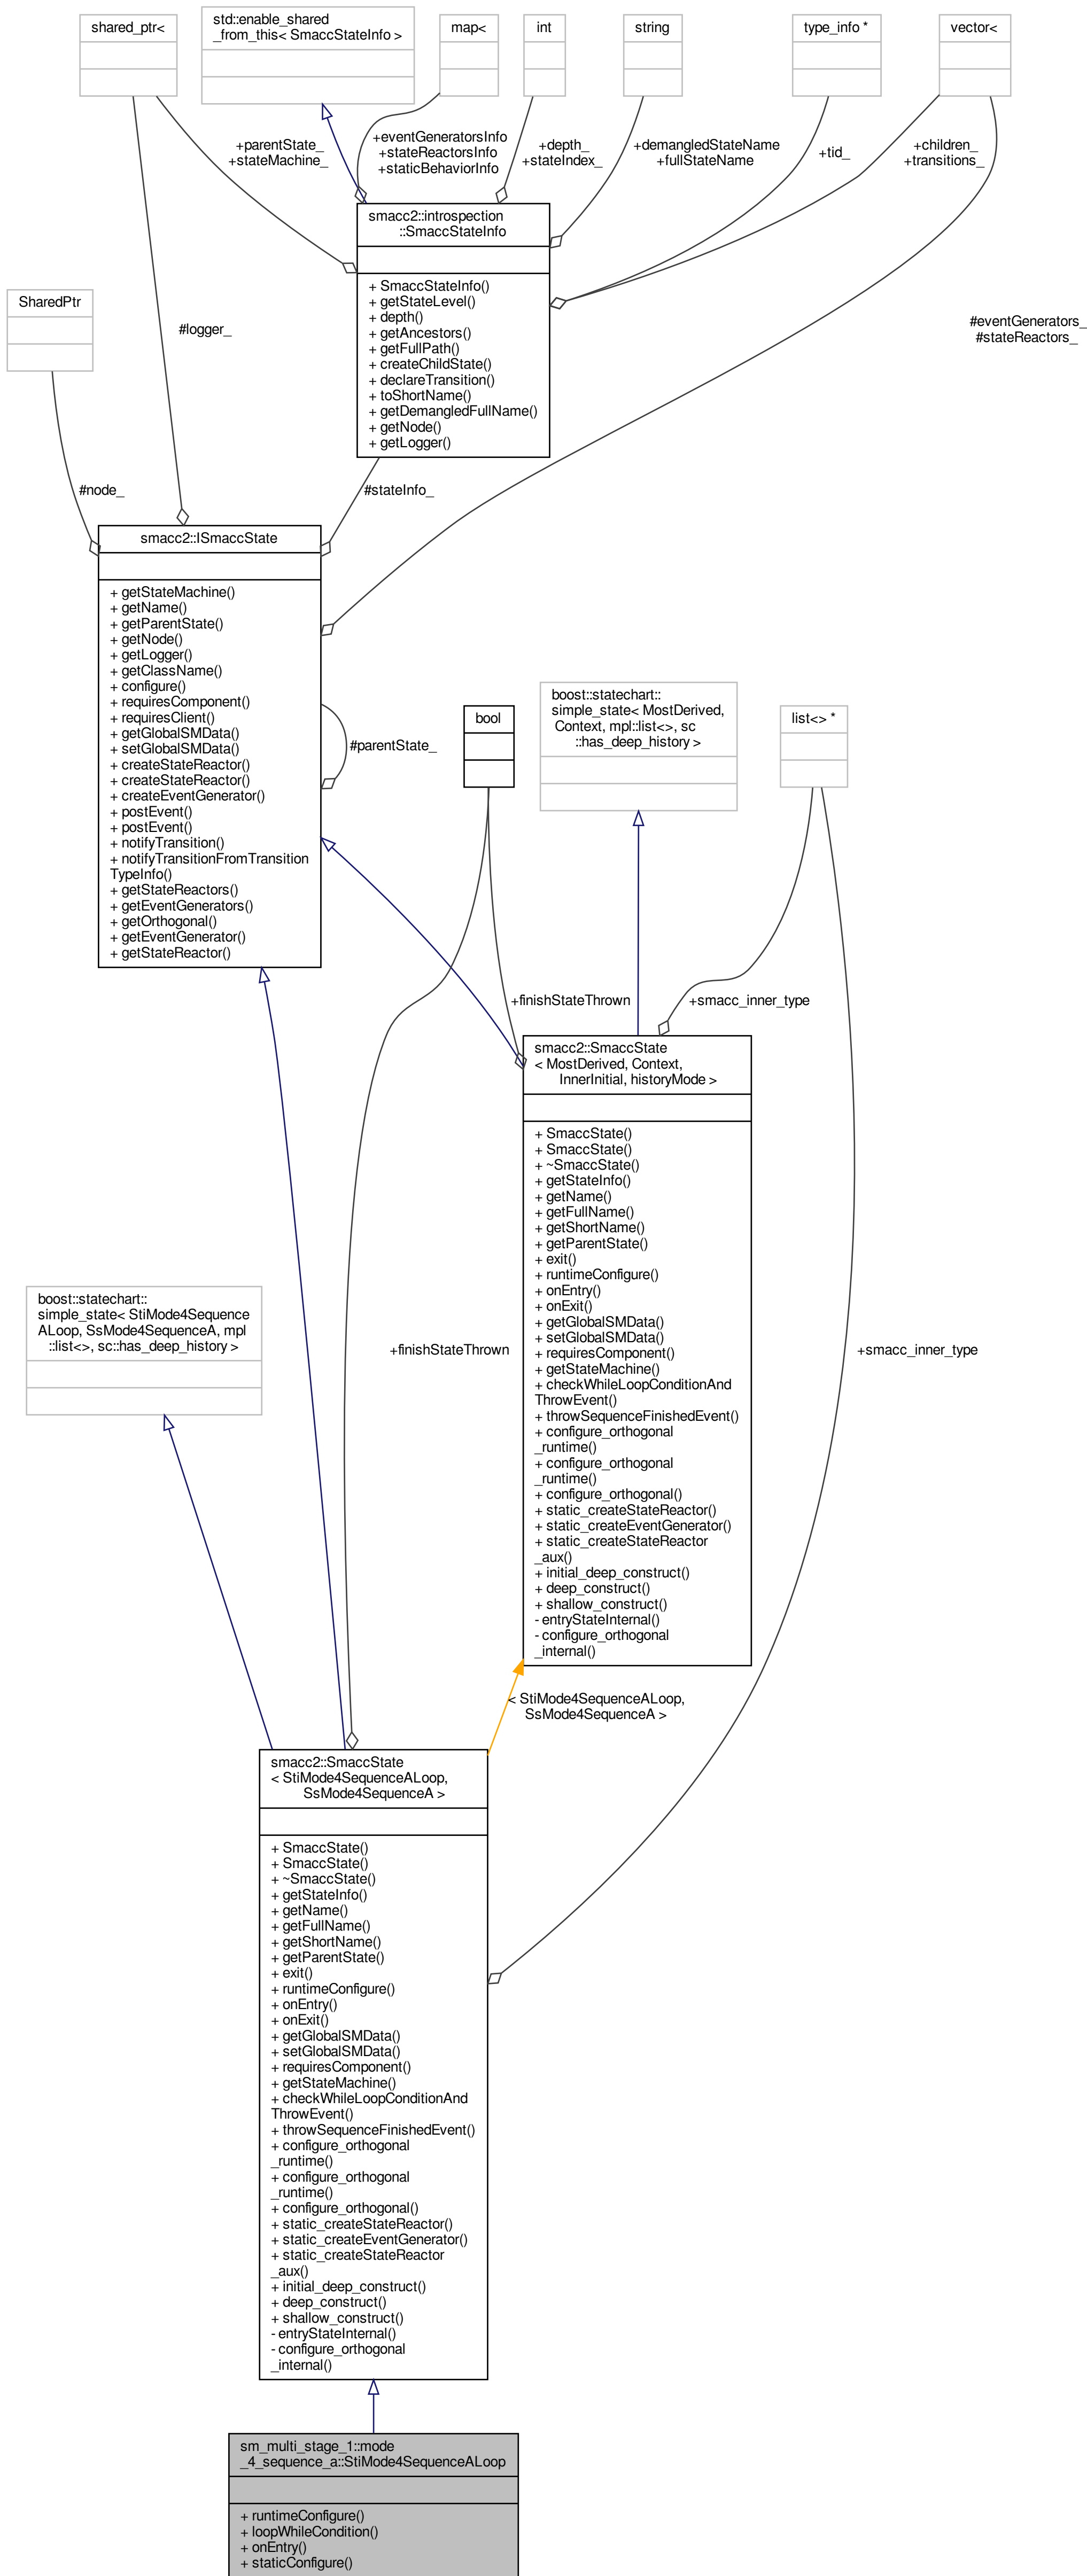 shared_ptr<
std::enable_shared
_from_this< SmaccStateInfo >
map<
int
string
type_info *
vector<
+parentState_
+stateMachine_
+eventGeneratorsInfo
+stateReactorsInfo
+staticBehaviorInfo
+depth_
+stateIndex_
+demangledStateName
+fullStateName
+tid_
+children_
+transitions_
smacc2::introspection
::SmaccStateInfo
+ SmaccStateInfo()
+ getStateLevel()
+ depth()
+ getAncestors()
+ getFullPath()
+ createChildState()
+ declareTransition()
+ toShortName()
+ getDemangledFullName()
+ getNode()
+ getLogger()
SharedPtr
#logger_
#eventGenerators_
#stateReactors_
#node_
#stateInfo_
smacc2::ISmaccState
+ getStateMachine()
+ getName()
+ getParentState()
+ getNode()
+ getLogger()
+ getClassName()
+ configure()
+ requiresComponent()
+ requiresClient()
+ getGlobalSMData()
+ setGlobalSMData()
+ createStateReactor()
+ createStateReactor()
+ createEventGenerator()
+ postEvent()
+ postEvent()
+ notifyTransition()
+ notifyTransitionFromTransition
TypeInfo()
+ getStateReactors()
+ getEventGenerators()
+ getOrthogonal()
+ getEventGenerator()
+ getStateReactor()
#parentState_
bool
boost::statechart::
simple_state< MostDerived,
Context, mpl::list<>, sc
::has_deep_history >
list<> *
+finishStateThrown
+smacc_inner_type
smacc2::SmaccState
< MostDerived, Context,
InnerInitial, historyMode >
+ SmaccState()
+ SmaccState()
+ ~SmaccState()
+ getStateInfo()
+ getName()
+ getFullName()
+ getShortName()
+ getParentState()
+ exit()
+ runtimeConfigure()
+ onEntry()
+ onExit()
+ getGlobalSMData()
+ setGlobalSMData()
+ requiresComponent()
+ getStateMachine()
+ checkWhileLoopConditionAnd
ThrowEvent()
+ throwSequenceFinishedEvent()
+ configure_orthogonal
_runtime()
+ configure_orthogonal
_runtime()
+ configure_orthogonal()
+ static_createStateReactor()
+ static_createEventGenerator()
+ static_createStateReactor
_aux()
+ initial_deep_construct()
+ deep_construct()
+ shallow_construct()
- entryStateInternal()
- configure_orthogonal
_internal()
boost::statechart::
simple_state< StiMode4Sequence
ALoop, SsMode4SequenceA, mpl
::list<>, sc::has_deep_history >
+finishStateThrown
+smacc_inner_type
< StiMode4SequenceALoop,
SsMode4SequenceA >
smacc2::SmaccState
< StiMode4SequenceALoop,
SsMode4SequenceA >
+ SmaccState()
+ SmaccState()
+ ~SmaccState()
+ getStateInfo()
+ getName()
+ getFullName()
+ getShortName()
+ getParentState()
+ exit()
+ runtimeConfigure()
+ onEntry()
+ onExit()
+ getGlobalSMData()
+ setGlobalSMData()
+ requiresComponent()
+ getStateMachine()
+ checkWhileLoopConditionAnd
ThrowEvent()
+ throwSequenceFinishedEvent()
+ configure_orthogonal
_runtime()
+ configure_orthogonal
_runtime()
+ configure_orthogonal()
+ static_createStateReactor()
+ static_createEventGenerator()
+ static_createStateReactor
_aux()
+ initial_deep_construct()
+ deep_construct()
+ shallow_construct()
- entryStateInternal()
- configure_orthogonal
_internal()
sm_multi_stage_1::mode
_4_sequence_a::StiMode4SequenceALoop
+ runtimeConfigure()
+ loopWhileCondition()
+ onEntry()
+ staticConfigure()